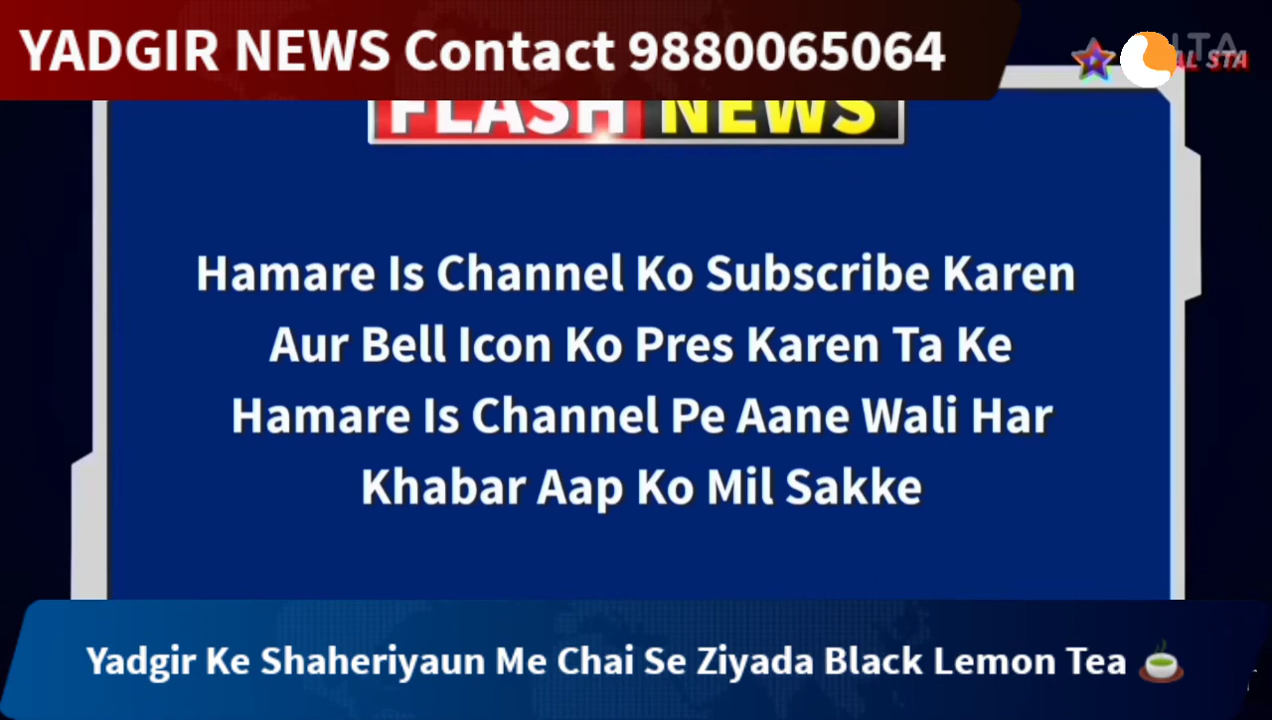 YADGIR NEWS Contact 9880065064
FLASH NEWS
Hamare Is Channel Ko Subscribe Karen
Aur Bell Icon Ko Pres Karen Ta Ke
Hamare Is Channel Pe Aane Wali Har
Khabar Aap Ko Mil Sakke
Yadgir Ke Shaheriyaun Me Chai Se Ziyada Black Lemon Tea 🍵